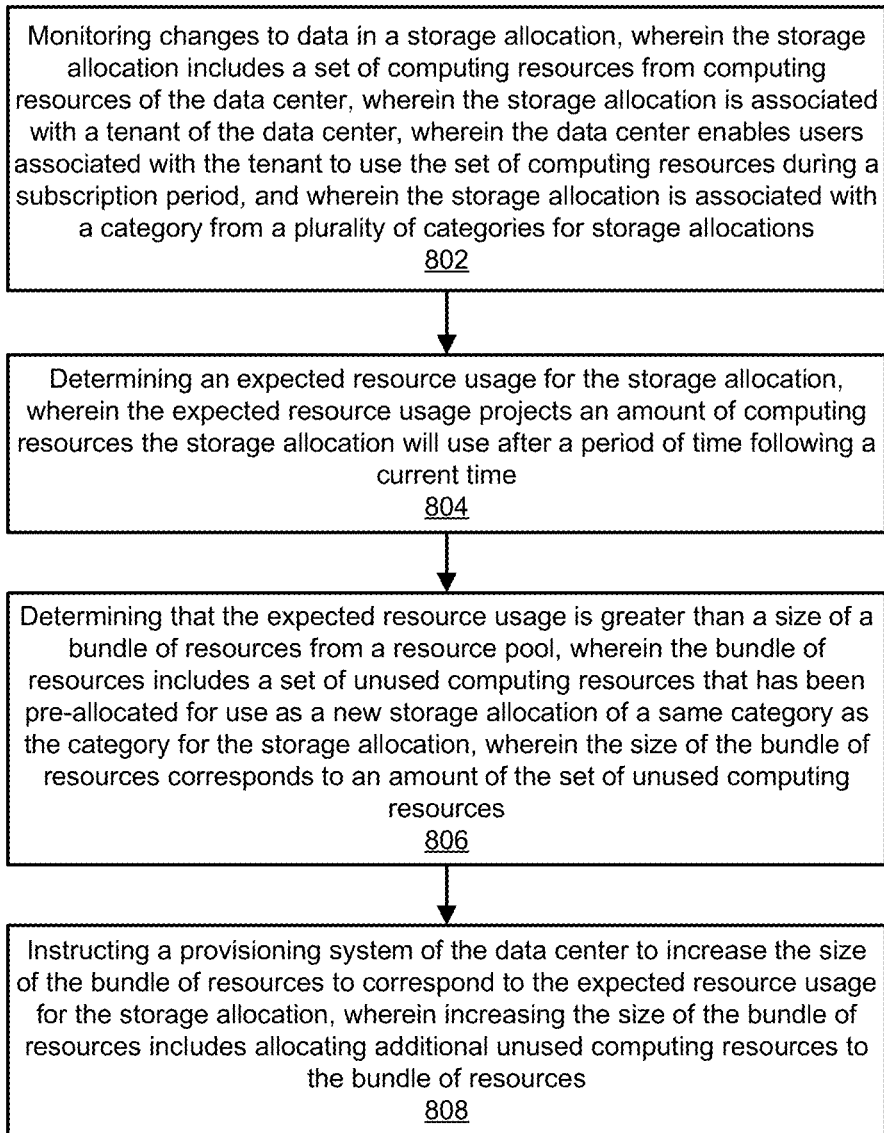 Monitoring changes to data in a storage allocation, wherein the storage
allocation includes a set of computing resources from computing
resources of the data center, wherein the storage allocation is associated
with a tenant of the data center, wherein the data center enables users
associated with the tenant to use the set of computing resources during a
subscription period, and wherein the storage allocation is associated with
a category from a plurality of categories for storage allocations
802
Determining an expected resource usage for the storage allocation,
wherein the expected resource usage projects an amount of computing
resources the storage allocation will use after a period of time following a
current time
804
Determining that the expected resource usage is greater than a size of a
bundle of resources from a resource pool, wherein the bundle of
resources includes a set of unused computing resources that has been
pre-allocated for use as a new storage allocation of a same category as
the category for the storage allocation, wherein the size of the bundle of
resources corresponds to an amount of the set of unused computing
resources
806
Instructing a provisioning system of the data center to increase the size
of the bundle of resources to correspond to the expected resource usage
for the storage allocation, wherein increasing the size of the bundle of
resources includes allocating additional unused computing resources to
the bundle of resources
808